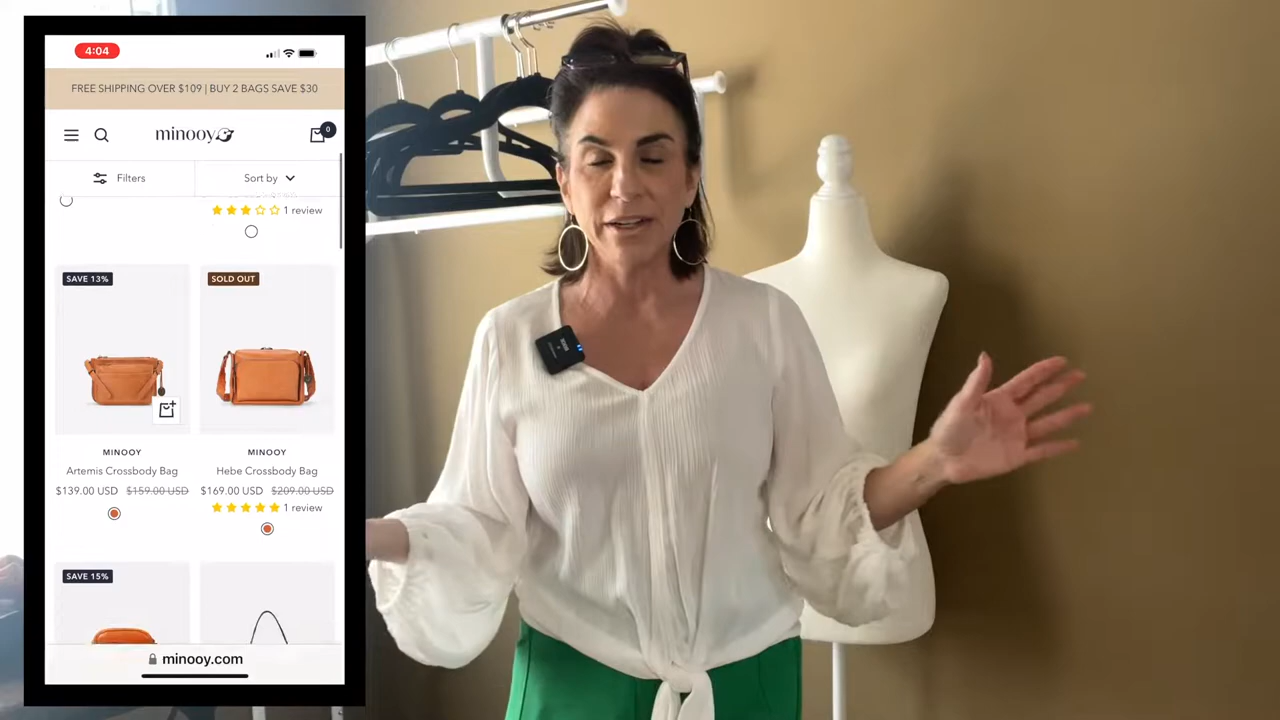 4:04
FREE SHIPPING OVER $109 | BUY 2 BAGS SAVE $30
minooy
0
Filters
Sort by
1 review
SAVE 13%
SOLD OUT
MINOOY
MINOOY
Artemis Crossbody Bag
Hebe Crossbody Bag
$139.00 USD $159.00 USD
$169.00 USD $209.00 USD
1 review
SAVE 15%
minooy.com